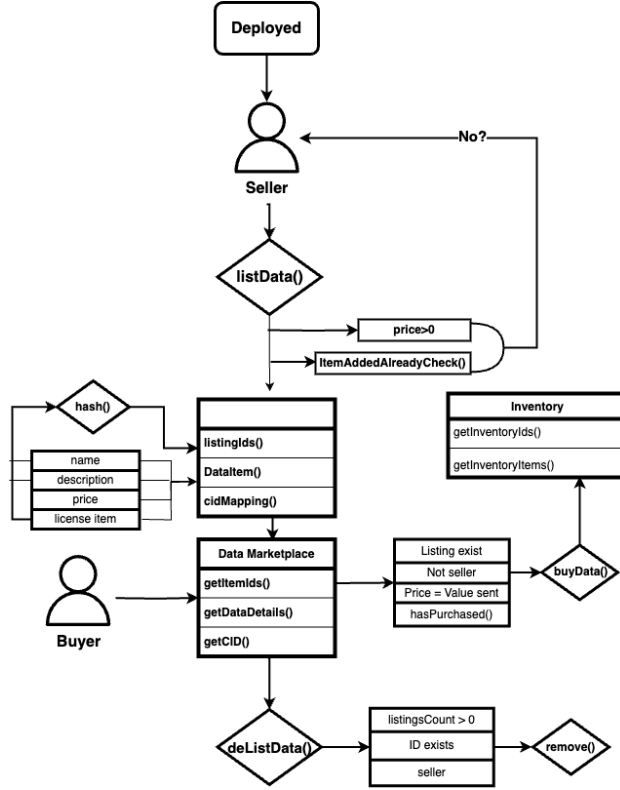 Deployed
No?
Seller
listData()
price>0
ItemAddedAlreadyCheck()
hash()
listingIds()
DataItem()
cidMapping()
name
description
price
license item
Inventory
getInventoryIds()
getInventoryItems()
Data Marketplace
getItemIds()
getDataDetails()
getCID()
Buyer
Listing exist
Not seller
Price = Value sent
hasPurchased()
buyData()
deListData()
listingsCount > 0
ID exists
seller
remove()